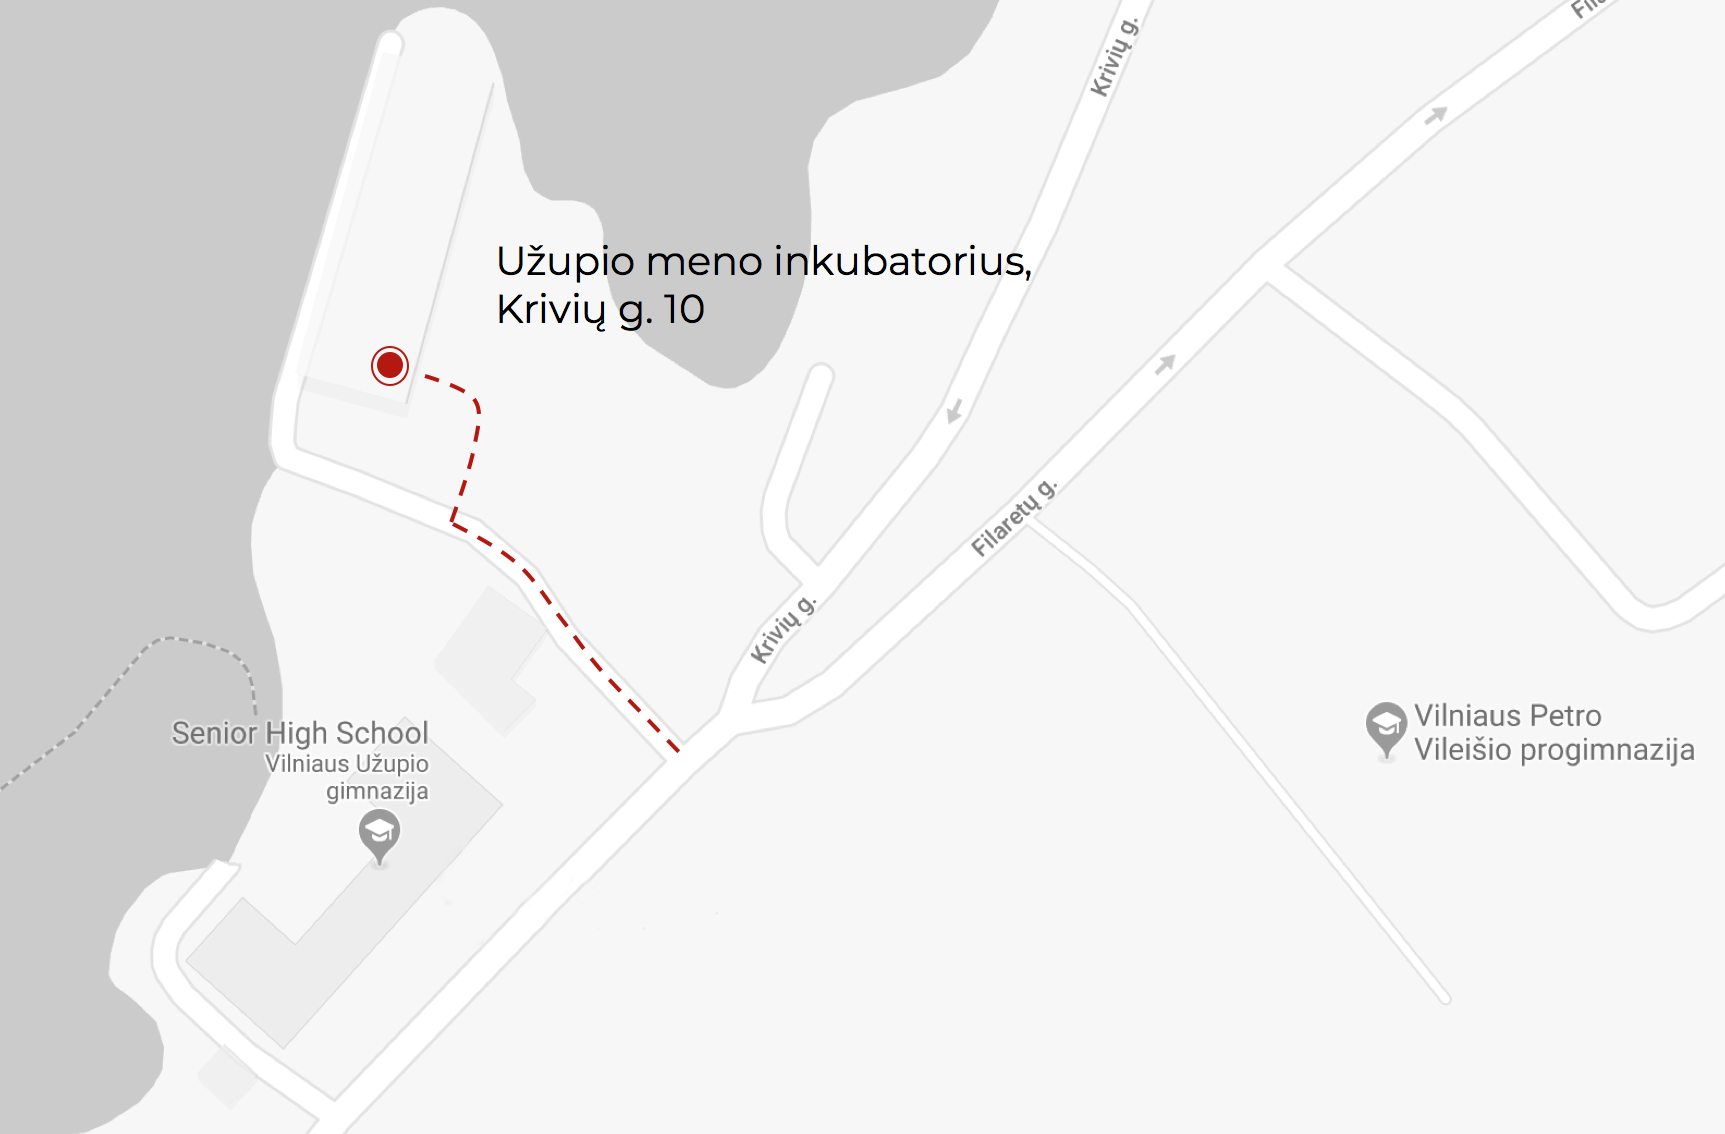 Krivių g.
Užupio meno inkubatorius,
Krivių g. 10
Filaretų g.
Krivių g.
Senior High School
Vilniaus Užupio
gimnazija
Vilniaus Petro
Vileišio progimnazija